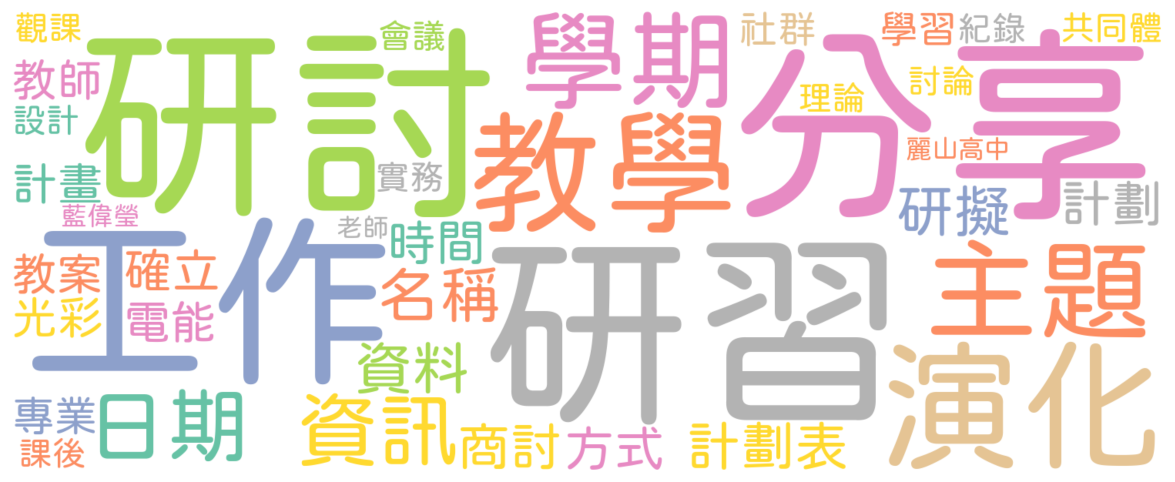 觀課
會議
學期
社群
學習
紀錄
共同體
研討
分享
教師
設計
理論
討論
教學
麗山高中
計畫
實務
研擬
計劃
藍偉瑩
老師
時間
工作
研習
主題
教案
確立
名稱
光彩
電能
資料
演化
專業
日期
資訊
商討
方式
計劃表
課後